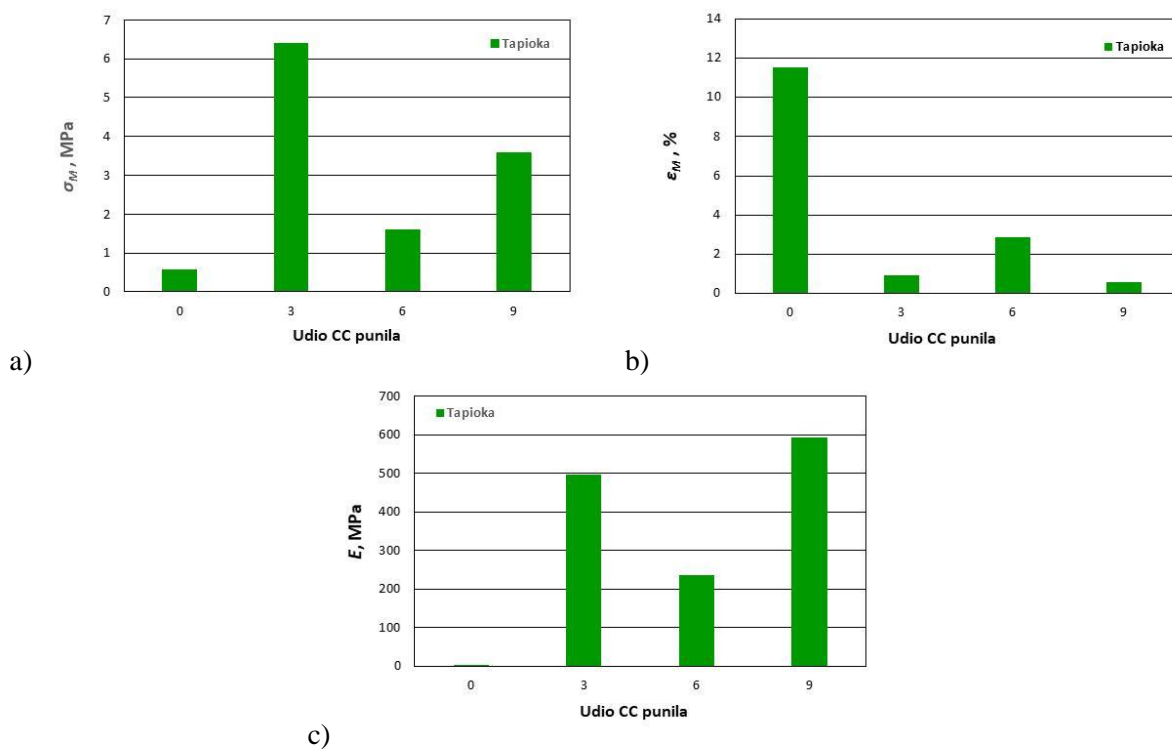 7
6
5
4
3
2
1
0
σM , MPa
Tapioka
0 3 6 9
Udio CC punila
a)
14
12
10
8
6
4
2
0
εM , %
Tapioka
0 3 6 9
Udio CC punila
b)
700
600
500
400
300
200
100
0
E, MPa
Tapioka
0 3 6 9
Udio CC punila
c)